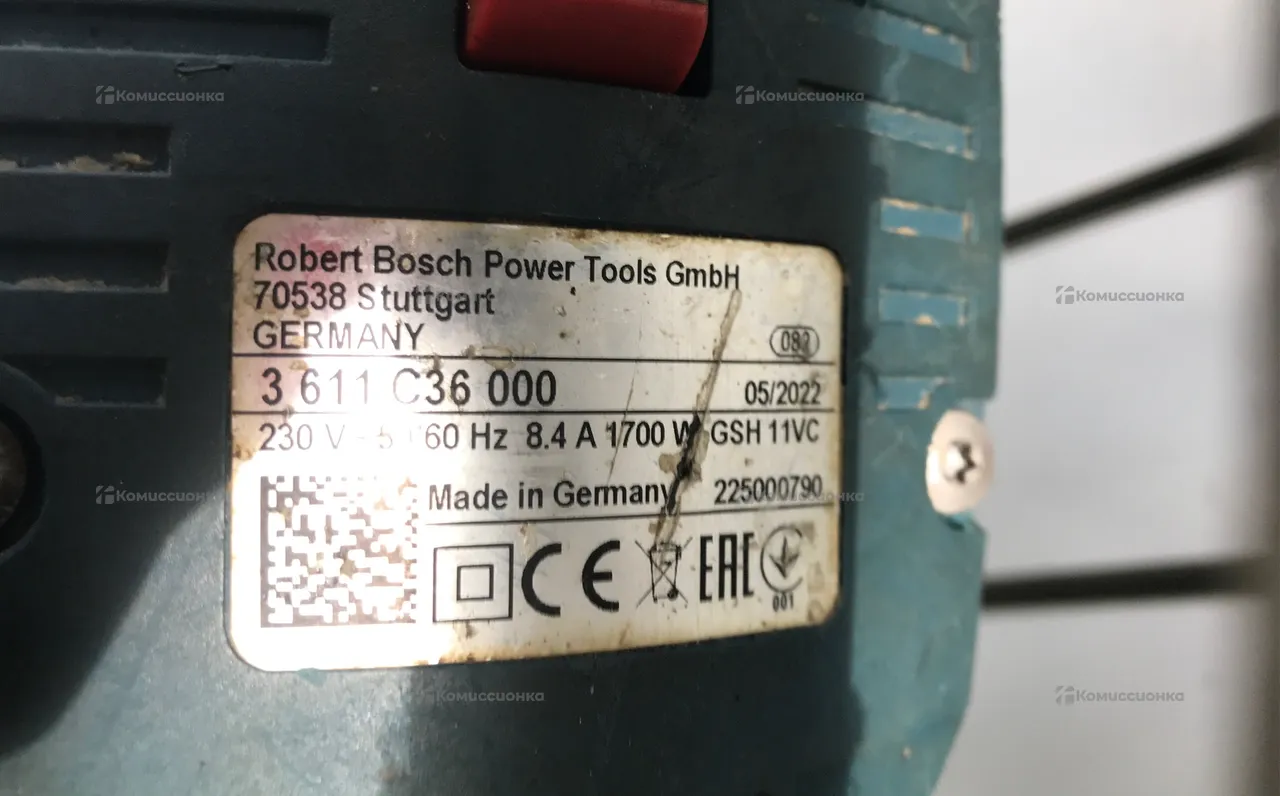 Robert Bosch Power Tools GmbH
70538 Stuttgart
GERMANY
3 611 C36 000
05/2022
230 V 60 Hz 8.4 A 1700 W GSH 11VC
Made in Germany 225000790
CE EAC
001
Комиссионка
Комиссионка
Комиссионка
Комиссионка
Комиссионка
Комиссионка